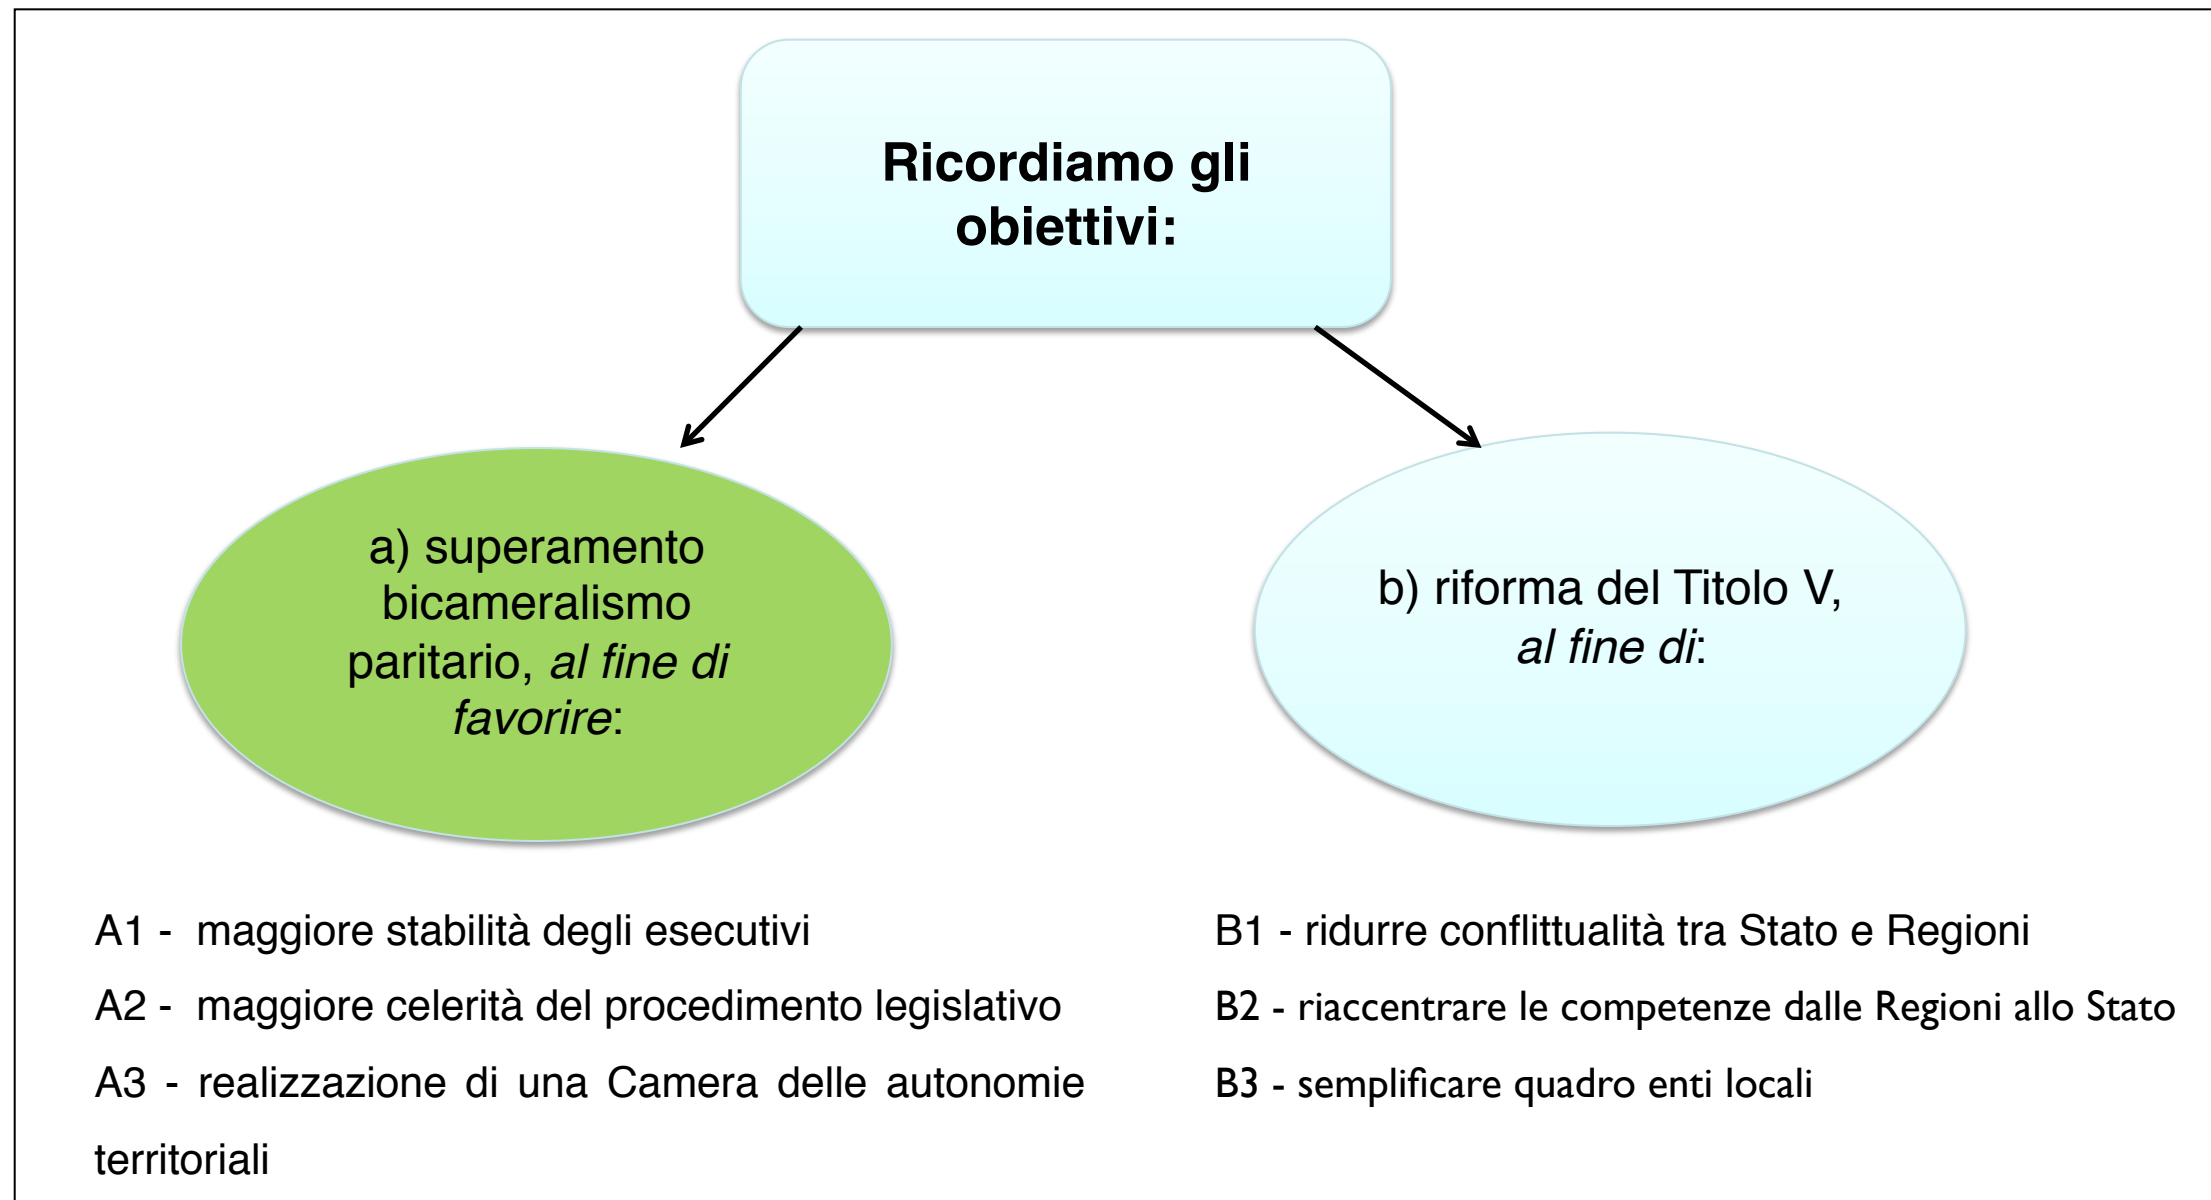 Ricordiamo gli
obiettivi:
a) superamento
bicameralismo
paritario, al fine di
favorire:
b) riforma del Titolo V,
al fine di:
A1 - maggiore stabilità degli esecutivi
A2 - maggiore celerità del procedimento legislativo
A3 - realizzazione di una Camera delle autonomie
territoriali
B1 - ridurre conflittualità tra Stato e Regioni
B2 - riaccentrare le competenze dalle Regioni allo Stato
B3 - semplificare quadro enti locali